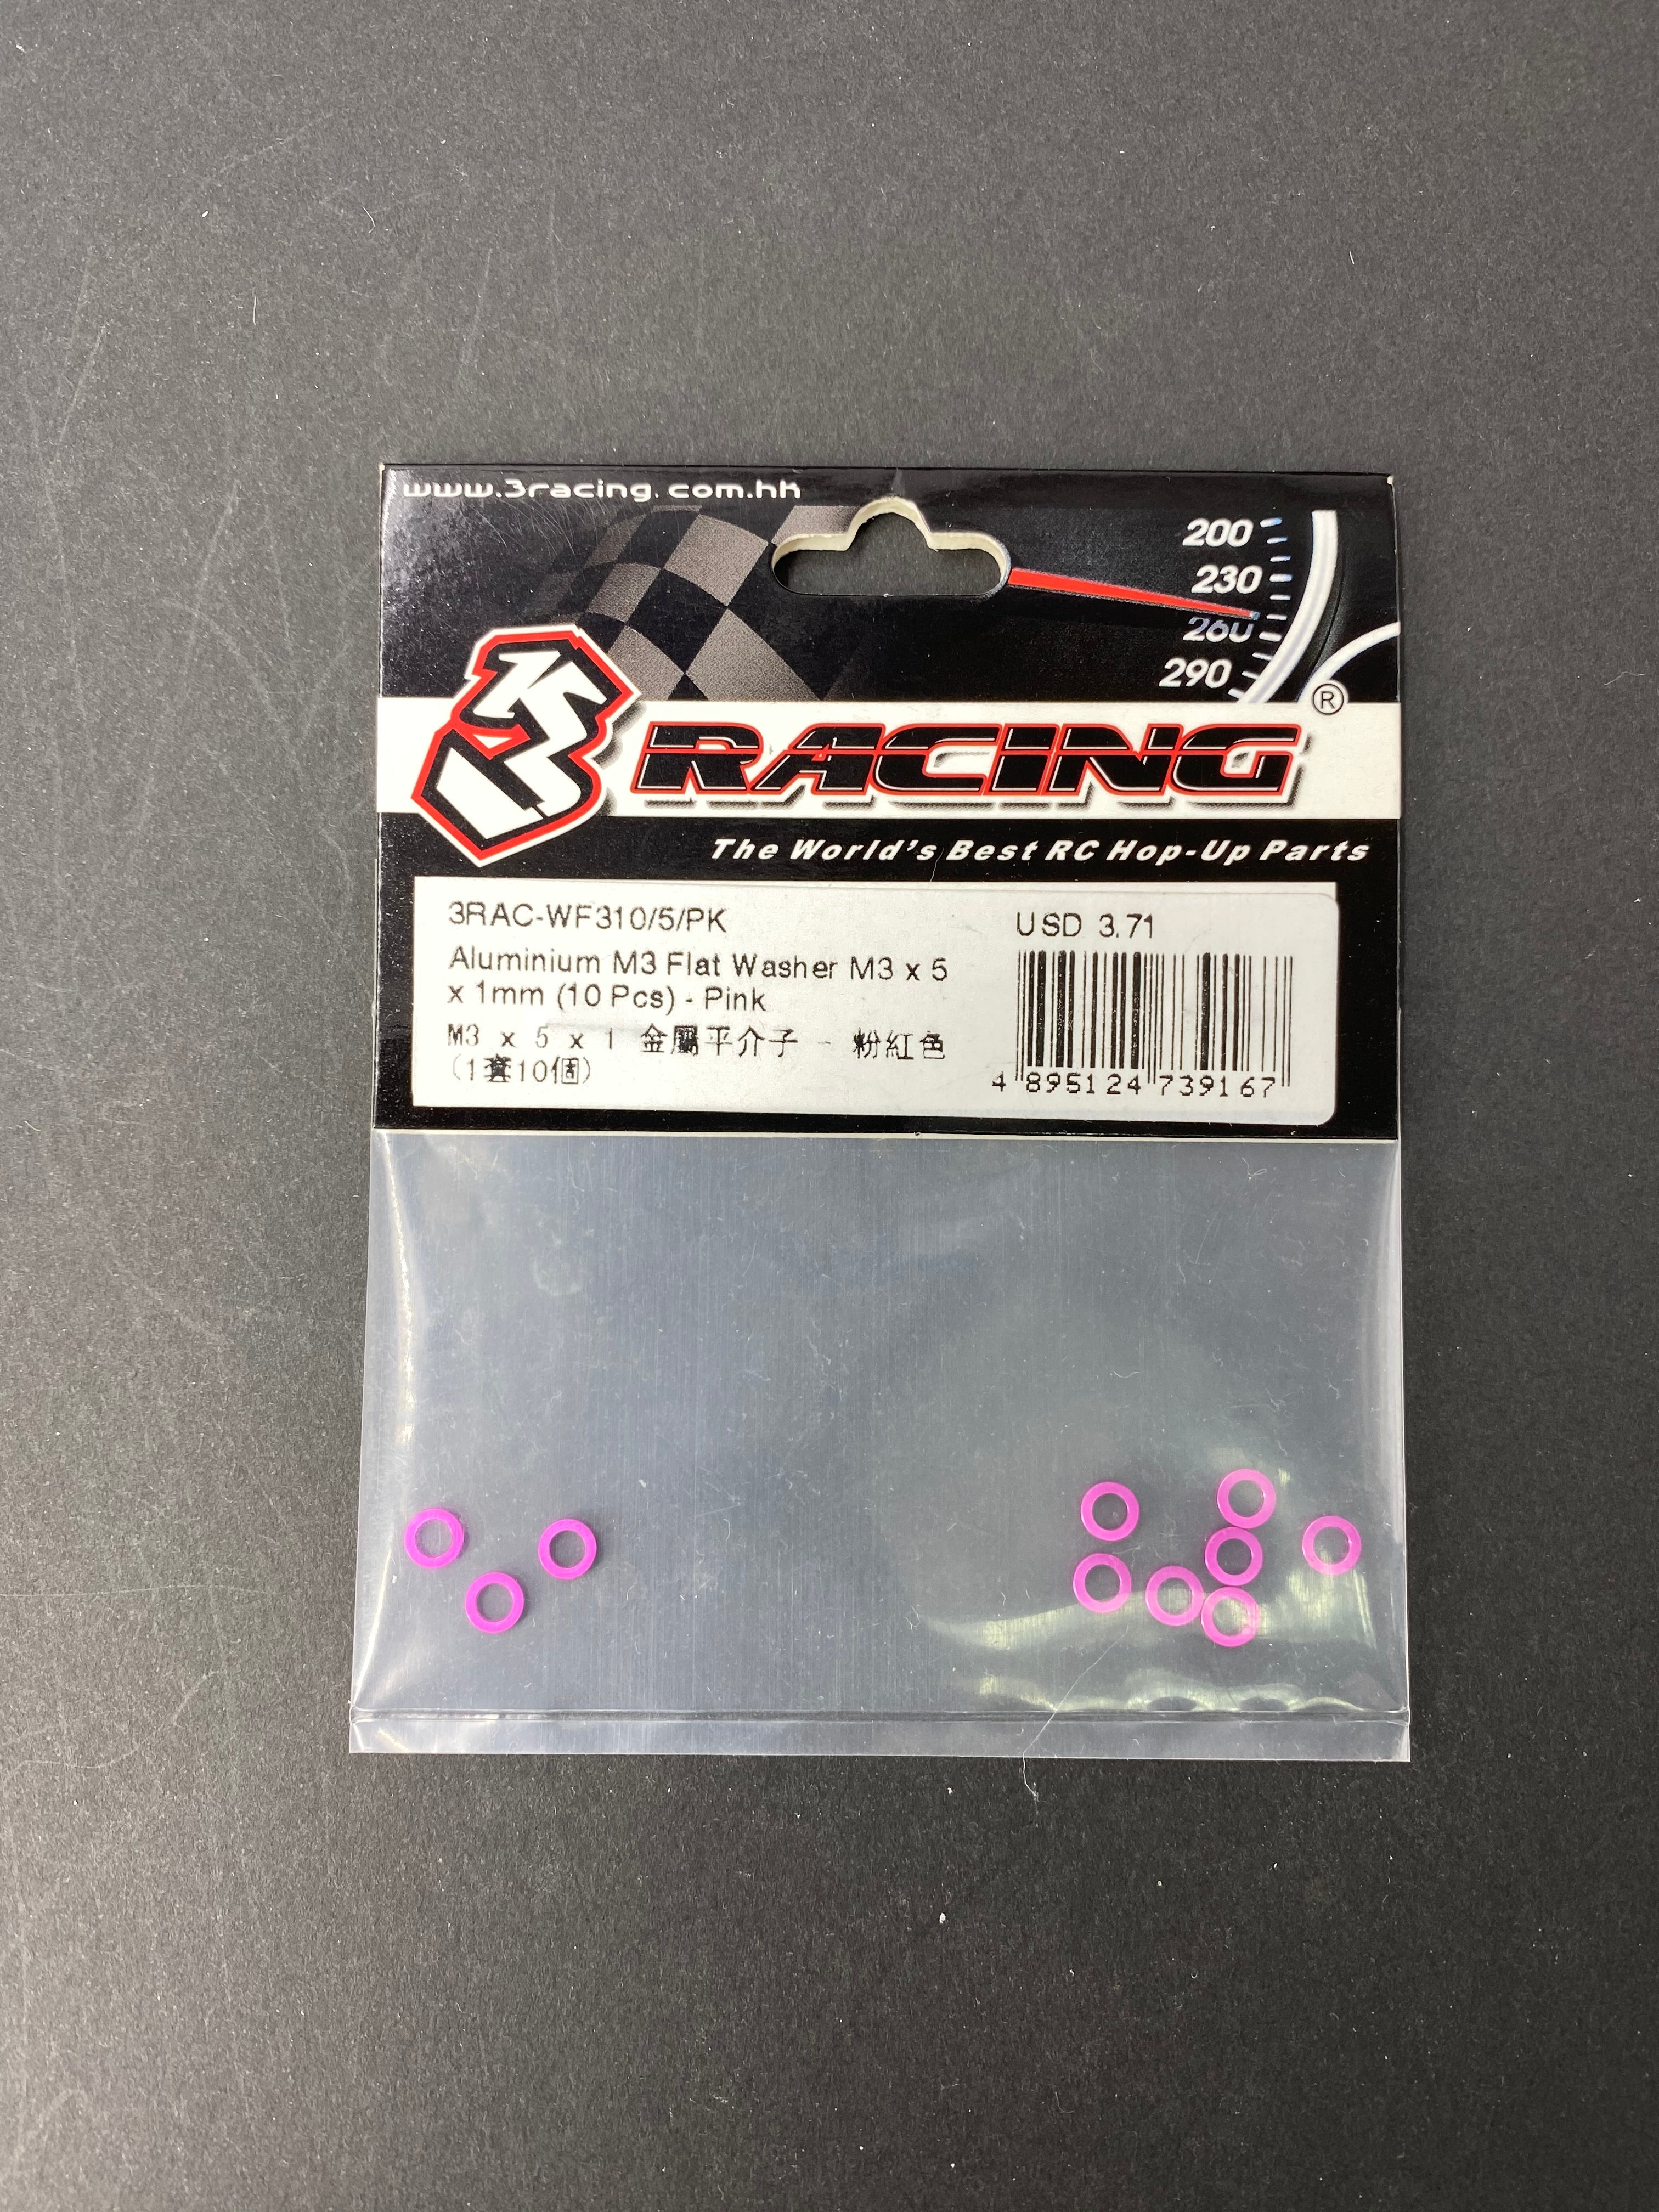 www.3racing.com.hk
200
230
260
290
3RACING®
The World's Best RC Hop-Up Parts
3RAC-WF310/5/PK
USD 3.71
Aluminium M3 Flat Washer M3 x 5
x 1mm (10 Pcs) - Pink
M3 x 5 x 1 金屬平介子 - 粉紅色
(1套10個)
4 895124 739167